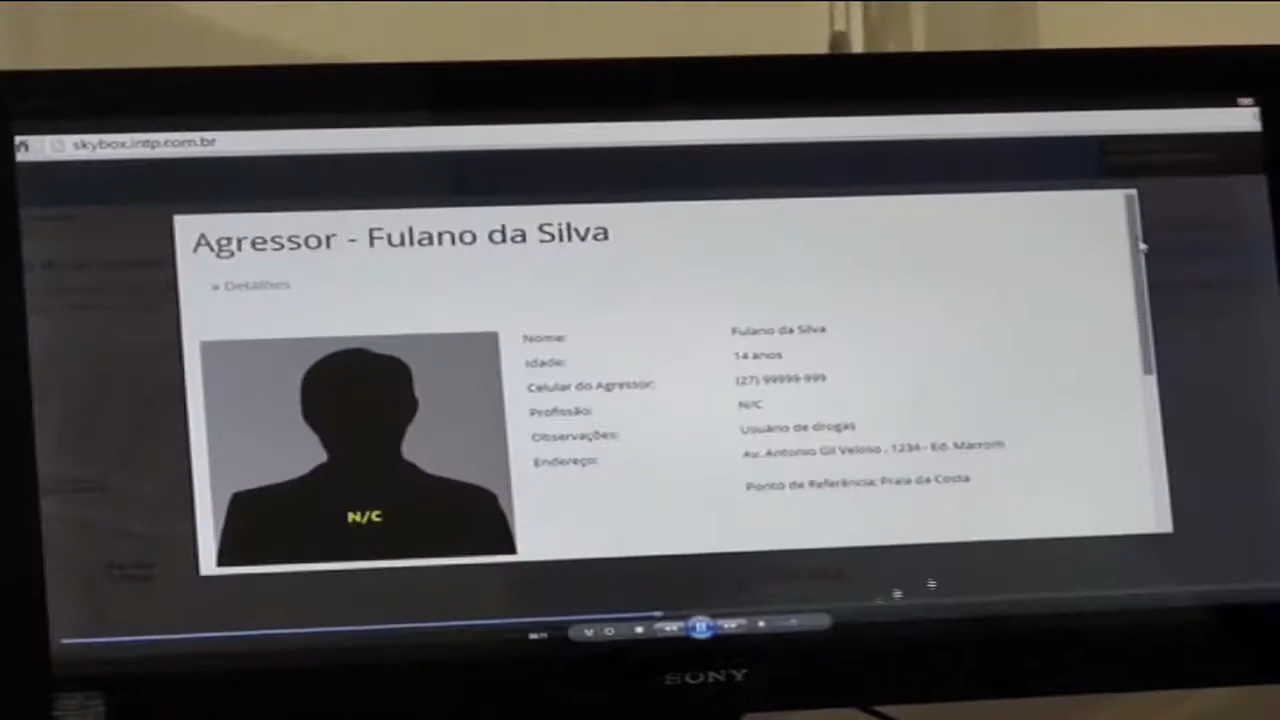 skybox.intp.com.br
Agressor - Fulano da Silva
» Detalhes
Nome: Fulano da Silva
Idade: 14 anos
Celular do Agressor: (27) 99999-999
Profissão: N/C
Observações: Usuário de drogas
Endereço: Av. Antonio Gil Veloso , 1234 - Ed. Marrom
Ponto de Referência: Praia da Costa
N/C
SONY